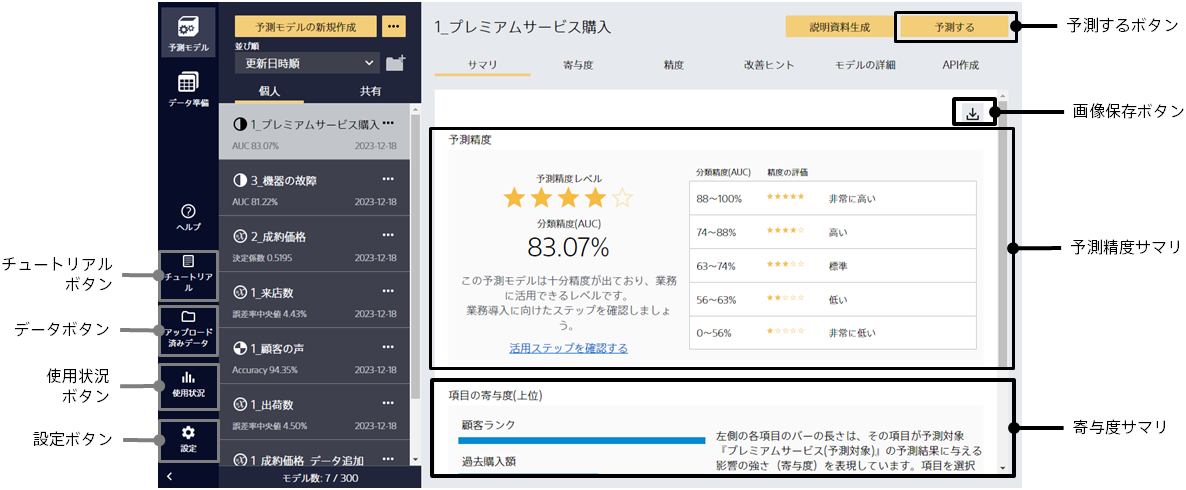 チュートリアル
ボタン
データボタン
使用状況
ボタン
設定ボタン
予測モデル
データ準備
ヘルプ
チュートリア
ル
アップロード
済みデータ
使用状況
設定
予測モデルの新規作成
並び順
更新日時順
個人
共有
1_プレミアムサービス購入
AUC 83.07%
2023-12-18
3_機器の故障
AUC 81.22%
2023-12-18
2_成約価格
決定係数 0.5195
2023-12-18
1_来店数
誤差率中央値 4.43%
2023-12-18
1_顧客の声
Accuracy 94.35%
2023-12-18
1_出荷数
誤差率中央値 4.50%
2023-12-18
1_成約価格_データ追加
モデル数: 7 / 300
1_プレミアムサービス購入
説明資料生成
予測する
サマリ
寄与度
精度
改善ヒント
モデルの詳細
API作成
予測精度
予測精度レベル
分類精度(AUC)
83.07%
この予測モデルは十分精度が出ており、業務
に活用できるレベルです。
業務導入に向けたステップを確認しましょ
う。
活用ステップを確認する
分類精度(AUC)
精度の評価
88～100%
★★★★★
非常に高い
74～88%
★★★★☆
高い
63～74%
★★★☆☆
標準
56～63%
★★☆☆☆
低い
0～56%
★☆☆☆☆
非常に低い
項目の寄与度(上位)
顧客ランク
過去購入額
左側の各項目のバーの長さは、その項目が予測対象
『プレミアムサービス(予測対象)』の予測結果に与える
影響の強さ（寄与度）を表現しています。項目を選択
予測するボタン
画像保存ボタン
予測精度サマリ
寄与度サマリ